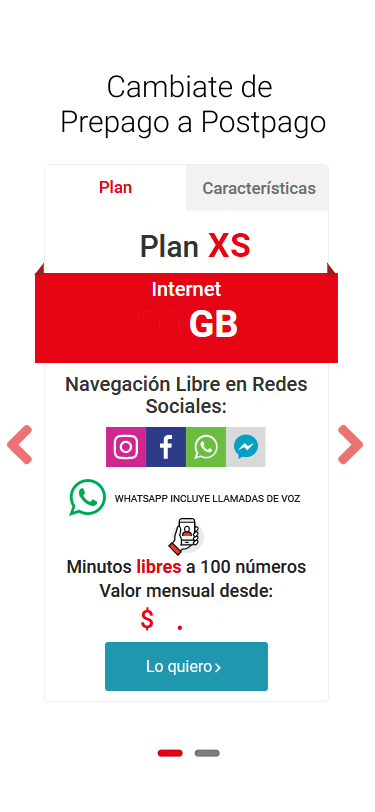 Cambiate de
Prepago a Postpago
Plan
Características
Plan XS
Internet
GB
Navegación Libre en Redes
Sociales:
WHATSAPP INCLUYE LLAMADAS DE VOZ
Minutos libres a 100 números
Valor mensual desde:
$ .
Lo quiero